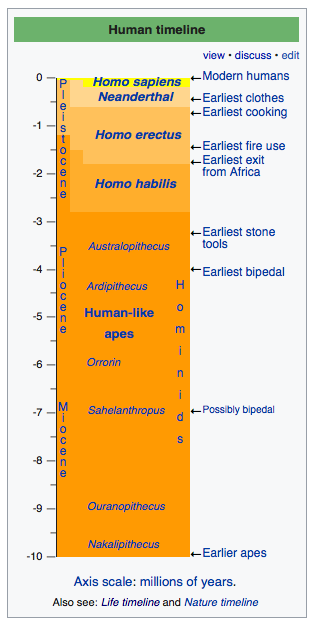 Human timeline
view • discuss • edit
0
-1
-2
-3
-4
-5
-6
-7
-8
-9
-10
Pleistocene
Pliocene
Miocene
Homo sapiens
Neanderthal
Homo erectus
Homo habilis
Australopithecus
Ardipithecus
Human-like
apes
Orrorin
Sahelanthropus
Ouranopithecus
Nakalipithecus
Hominids
←Modern humans
←Earliest clothes
←Earliest cooking
←Earliest fire use
←Earliest exit
from Africa
←Earliest stone
tools
←Earliest bipedal
←Possibly bipedal
←Earlier apes
Axis scale: millions of years.
Also see: Life timeline and Nature timeline